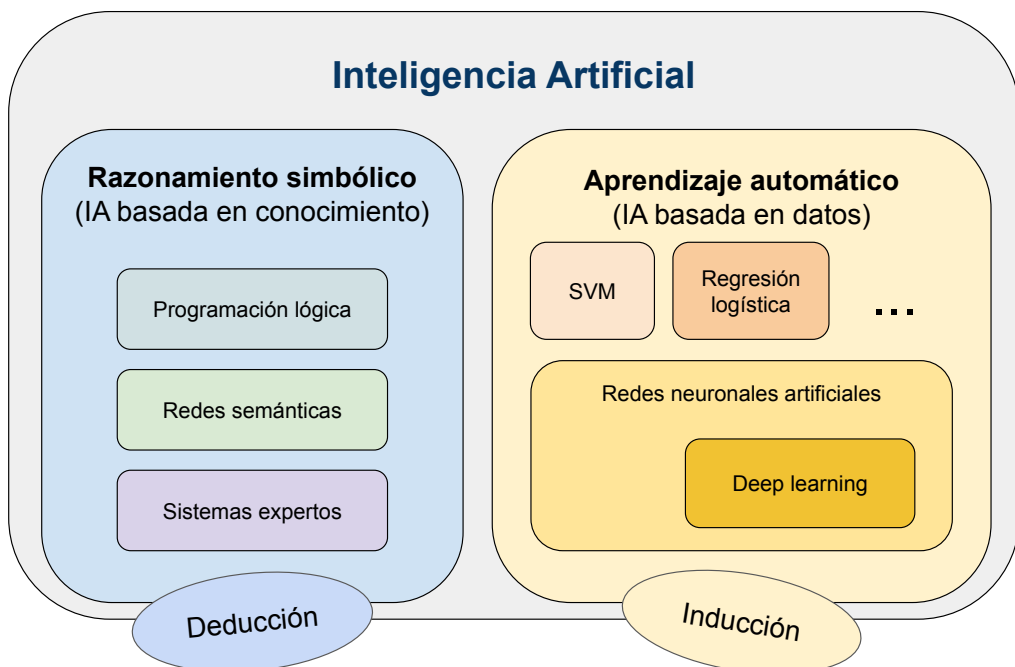 Inteligencia Artificial
Razonamiento simbólico
(IA basada en conocimiento)
Programación lógica
Redes semánticas
Sistemas expertos
Deducción
Aprendizaje automático
(IA basada en datos)
SVM
Regresión
logística
...
Redes neuronales artificiales
Deep learning
Inducción